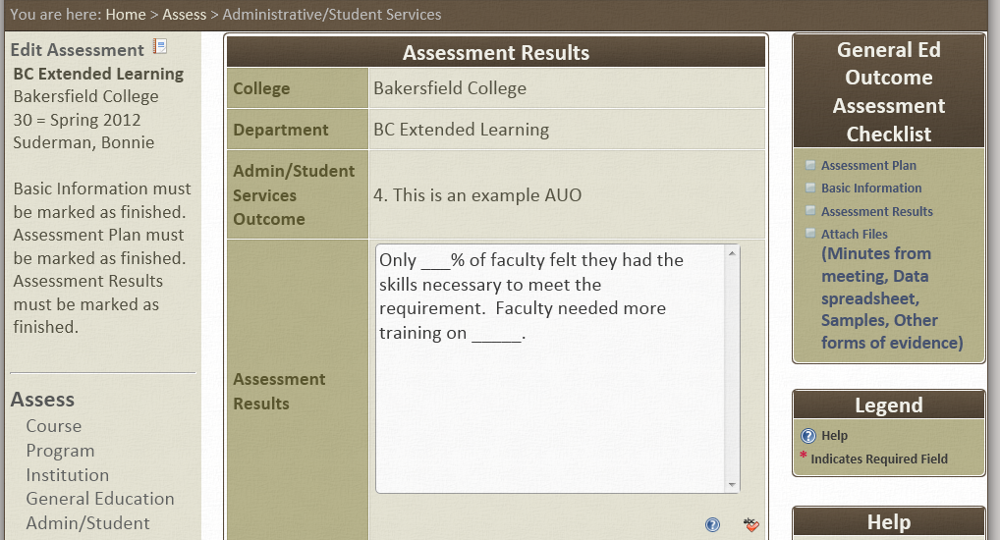 You are here: Home > Assess > Administrative/Student Services
Edit Assessment
BC Extended Learning
Bakersfield College
30 = Spring 2012
Suderman, Bonnie
Basic Information must
be marked as finished.
Assessment Plan must
be marked as finished.
Assessment Results
must be marked as
finished.
Assess
Course
Program
Institution
General Education
Admin/Student
Assessment Results
College
Bakersfield College
Department
BC Extended Learning
Admin/Student
Services
Outcome
4. This is an example AUO
Assessment
Results
Only ___% of faculty felt they had the
skills necessary to meet the
requirement.  Faculty needed more
training on _____.
abc
General Ed
Outcome
Assessment
Checklist
Assessment Plan
Basic Information
Assessment Results
Attach Files
(Minutes from
meeting, Data
spreadsheet,
Samples, Other
forms of evidence)
Legend
? Help
* Indicates Required Field
Help